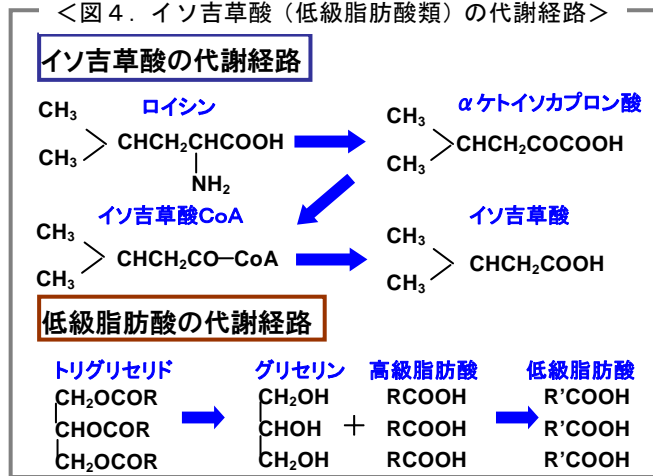 <図4．イソ吉草酸（低級脂肪酸類）の代謝経路>
イソ吉草酸の代謝経路
ロイシン
CH₃
CH₃
CHCH₂CHCOOH
NH₂
αケトイソカプロン酸
CH₃
CH₃
CHCH₂COCOOH
イソ吉草酸CoA
CH₃
CH₃
CHCH₂CO－CoA
イソ吉草酸
CH₃
CH₃
CHCH₂COOH
低級脂肪酸の代謝経路
トリグリセリド グリセリン 高級脂肪酸 低級脂肪酸
CH₂OCOR CH₂OH RCOOH R'COOH
CHOCOR CHOH ＋ RCOOH R'COOH
CH₂OCOR CH₂OH RCOOH R'COOH